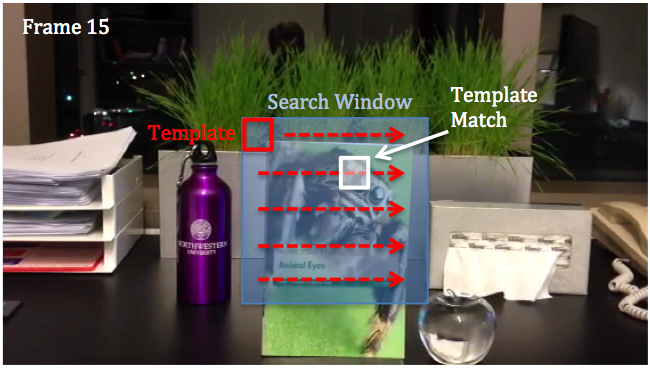 Frame 15
Search Window
Template
Match
Template
NORTHWESTERN
UNIVERSITY
Animal Eyes